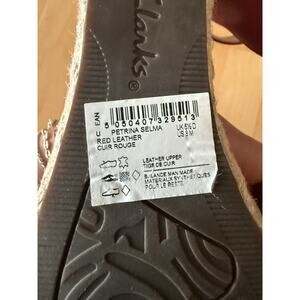 Clarks®
EAN
U
5 050407 329513
PETRINA SELMA
UK 5½ D
RED LEATHER
US 8 M
CUIR ROUGE
LEATHER UPPER
TIGE DE CUIR
BALANCE MAN MADE
MATERIAUX SYNTHETIQUES
POUR LE RESTE